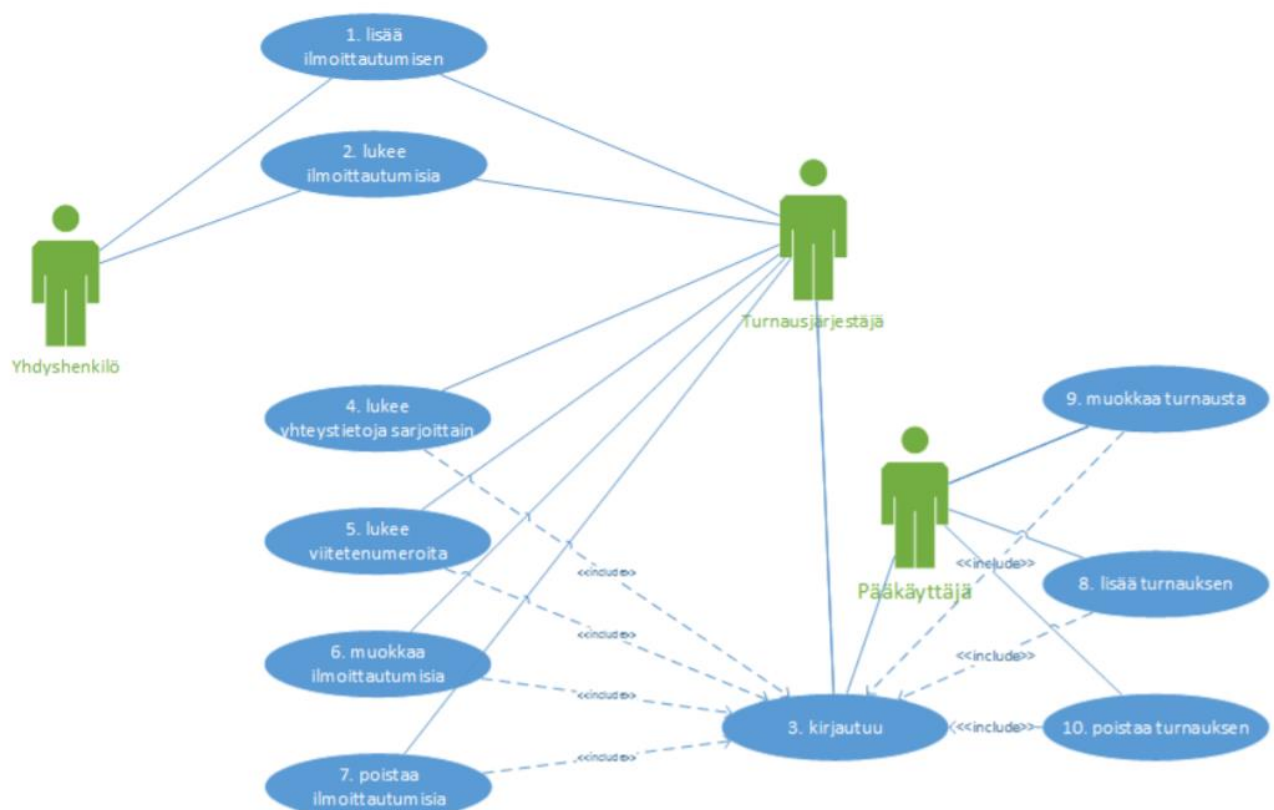 1. lisää
ilmoittautumisen
2. lukee
ilmoittautumisia
Yhdyshenkilö
Turnausjärjestäjä
4. lukee
yhteystietoja sarjoittain
9. muokkaa turnausta
5. lukee
viitetenumeroita
<<include>>
<<include>>
Pääkäyttäjä
8. lisää turnauksen
<<include>>
<<include>>
6. muokkaa
ilmoittautumisia
<<include>>
3. kirjautuu
<<include>>
10. poistaa turnauksen
<<include>>
7. poistaa
ilmoittautumisia